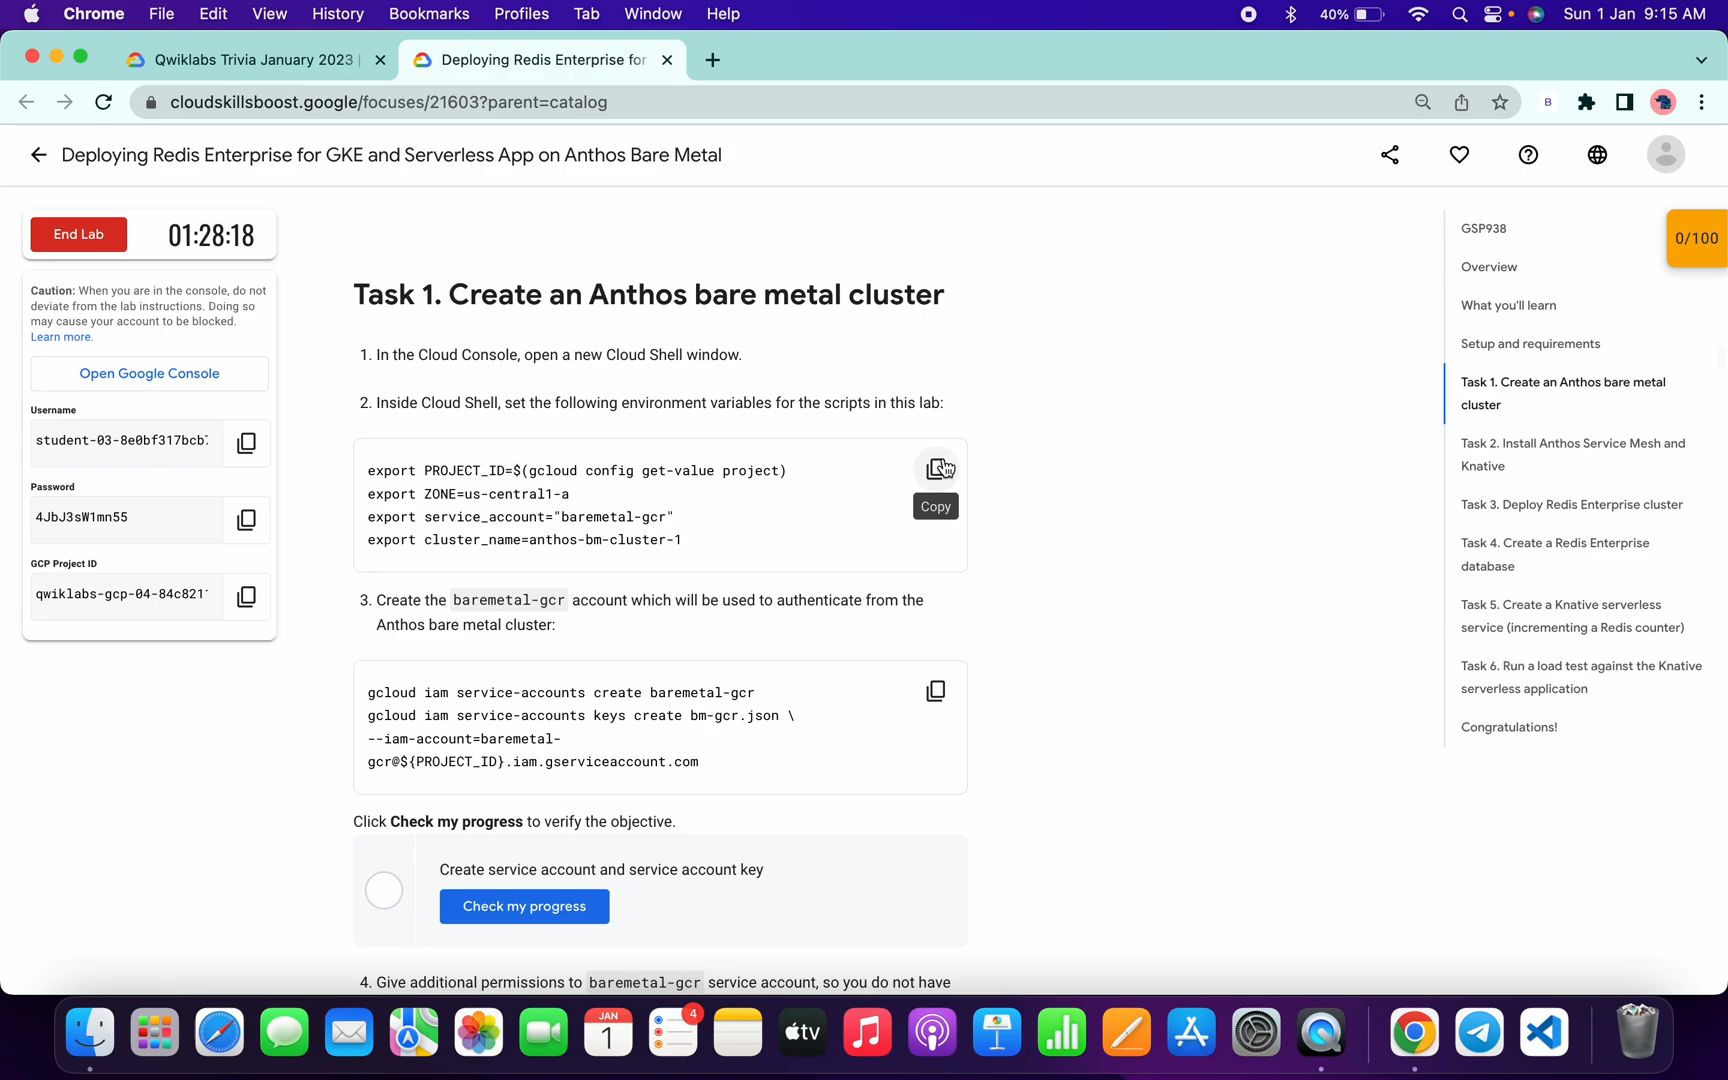 Chrome File Edit View History Bookmarks Profiles Tab Window Help 40% Sun 1 Jan 9:15 AM
Qwiklabs Trivia January 2023 | Deploying Redis Enterprise for
cloudskillsboost.google/focuses/21603?parent=catalog B
Deploying Redis Enterprise for GKE and Serverless App on Anthos Bare Metal
End Lab 01:28:18
Caution: When you are in the console, do not
deviate from the lab instructions. Doing so
may cause your account to be blocked.
Learn more.
Open Google Console
Username
student-03-8e0bf317bcb
Password
4JbJ3sW1mn55
GCP Project ID
qwiklabs-gcp-04-84c821
Task 1. Create an Anthos bare metal cluster
1. In the Cloud Console, open a new Cloud Shell window.
2. Inside Cloud Shell, set the following environment variables for the scripts in this lab:
export PROJECT_ID=$(gcloud config get-value project)
export ZONE=us-central1-a
export service_account="baremetal-gcr"
export cluster_name=anthos-bm-cluster-1
Copy
3. Create the baremetal-gcr account which will be used to authenticate from the
Anthos bare metal cluster:
gcloud iam service-accounts create baremetal-gcr
gcloud iam service-accounts keys create bm-gcr.json \
--iam-account=baremetal-
gcr@${PROJECT_ID}.iam.gserviceaccount.com
Click Check my progress to verify the objective.
Create service account and service account key
Check my progress
4. Give additional permissions to baremetal-gcr service account, so you do not have
GSP938
0/100
Overview
What you'll learn
Setup and requirements
Task 1. Create an Anthos bare metal
cluster
Task 2. Install Anthos Service Mesh and
Knative
Task 3. Deploy Redis Enterprise cluster
Task 4. Create a Redis Enterprise
database
Task 5. Create a Knative serverless
service (incrementing a Redis counter)
Task 6. Run a load test against the Knative
serverless application
Congratulations!
JAN
1
4
tv